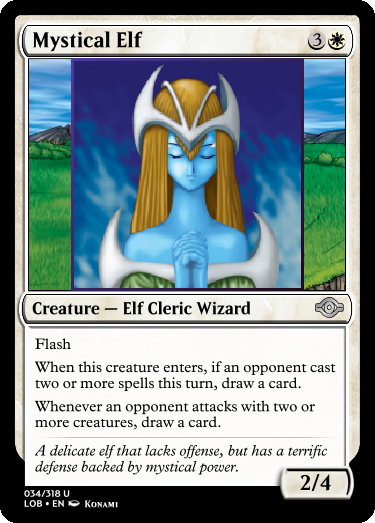 Mystical Elf 3
Creature — Elf Cleric Wizard
Flash
When this creature enters, if an opponent cast
two or more spells this turn, draw a card.
Whenever an opponent attacks with two or
more creatures, draw a card.
A delicate elf that lacks offense, but has a terrific
defense backed by mystical power.
2/4
034/318 U
LOB • EN Konami